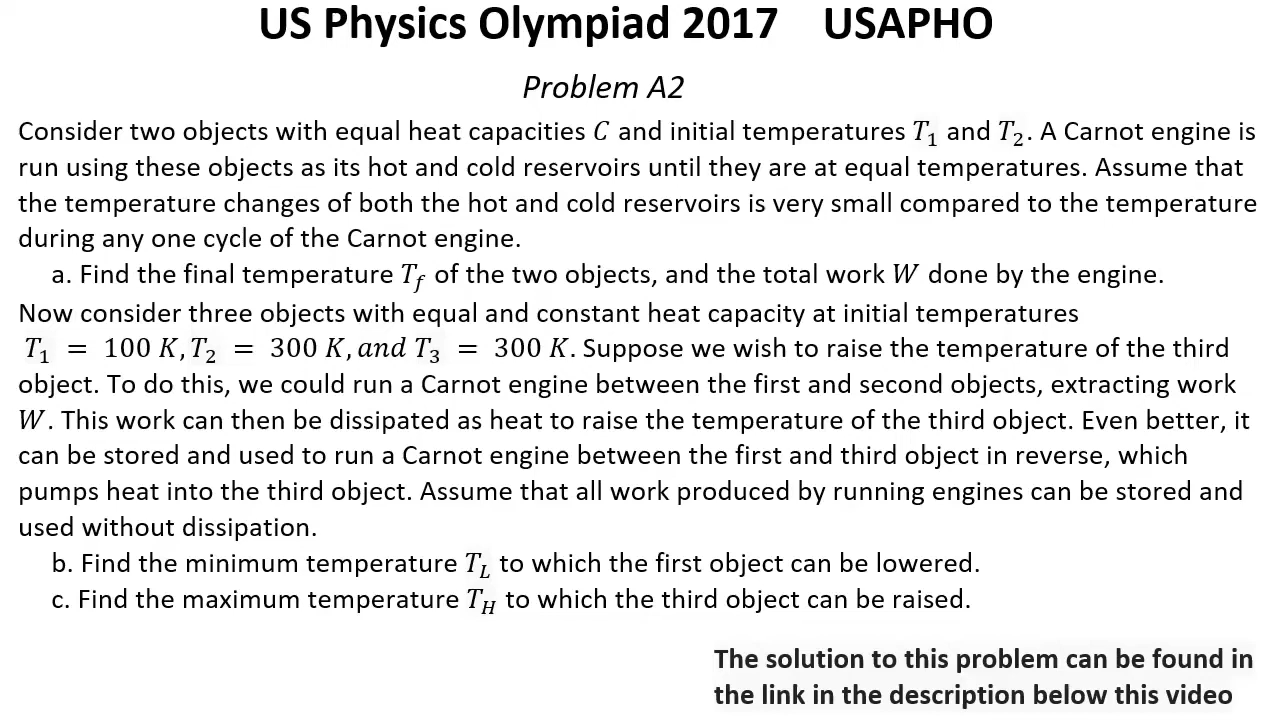 US Physics Olympiad 2017 USAPHO
Problem A2
Consider two objects with equal heat capacities C and initial temperatures T₁ and T₂. A Carnot engine is
run using these objects as its hot and cold reservoirs until they are at equal temperatures. Assume that
the temperature changes of both the hot and cold reservoirs is very small compared to the temperature
during any one cycle of the Carnot engine.
a. Find the final temperature T_f of the two objects, and the total work W done by the engine.
Now consider three objects with equal and constant heat capacity at initial temperatures
T₁ = 100 K, T₂ = 300 K, and T₃ = 300 K. Suppose we wish to raise the temperature of the third
object. To do this, we could run a Carnot engine between the first and second objects, extracting work
W. This work can then be dissipated as heat to raise the temperature of the third object. Even better, it
can be stored and used to run a Carnot engine between the first and third object in reverse, which
pumps heat into the third object. Assume that all work produced by running engines can be stored and
used without dissipation.
b. Find the minimum temperature T_L to which the first object can be lowered.
c. Find the maximum temperature T_H to which the third object can be raised.
The solution to this problem can be found in
the link in the description below this video